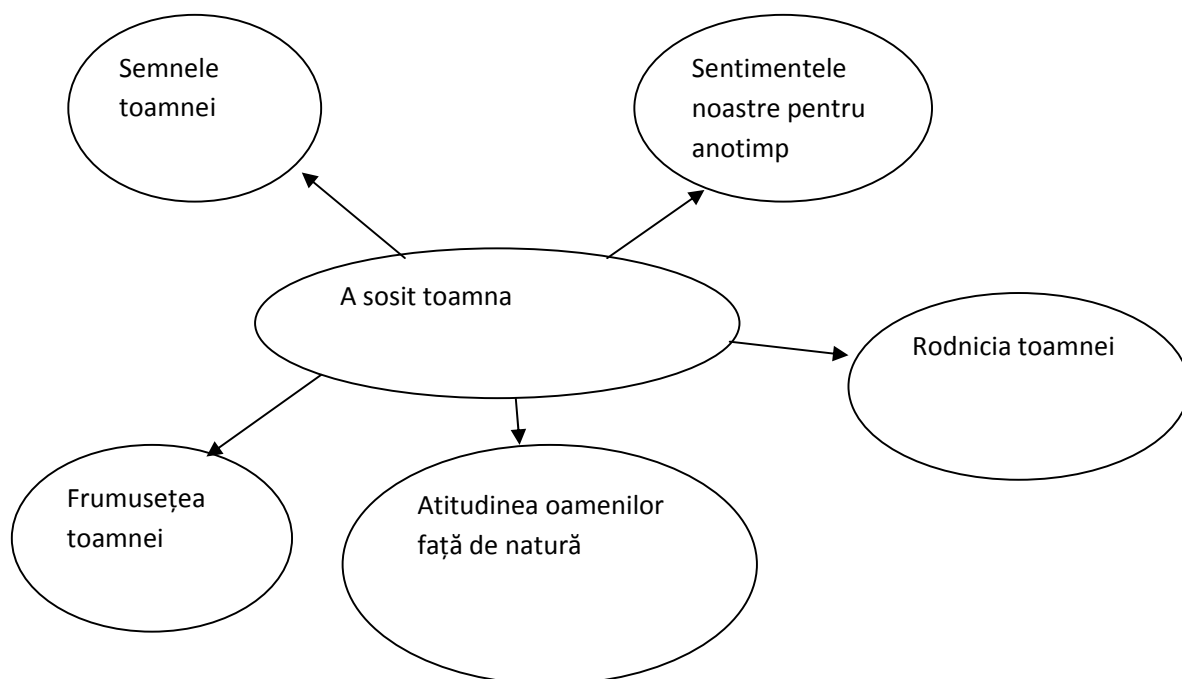 Semnele
toamnei
Sentimentele
noastre pentru
anotimp
A sosit toamna
Rodnicia toamnei
Frumusețea
toamnei
Atitudinea oamenilor
față de natură